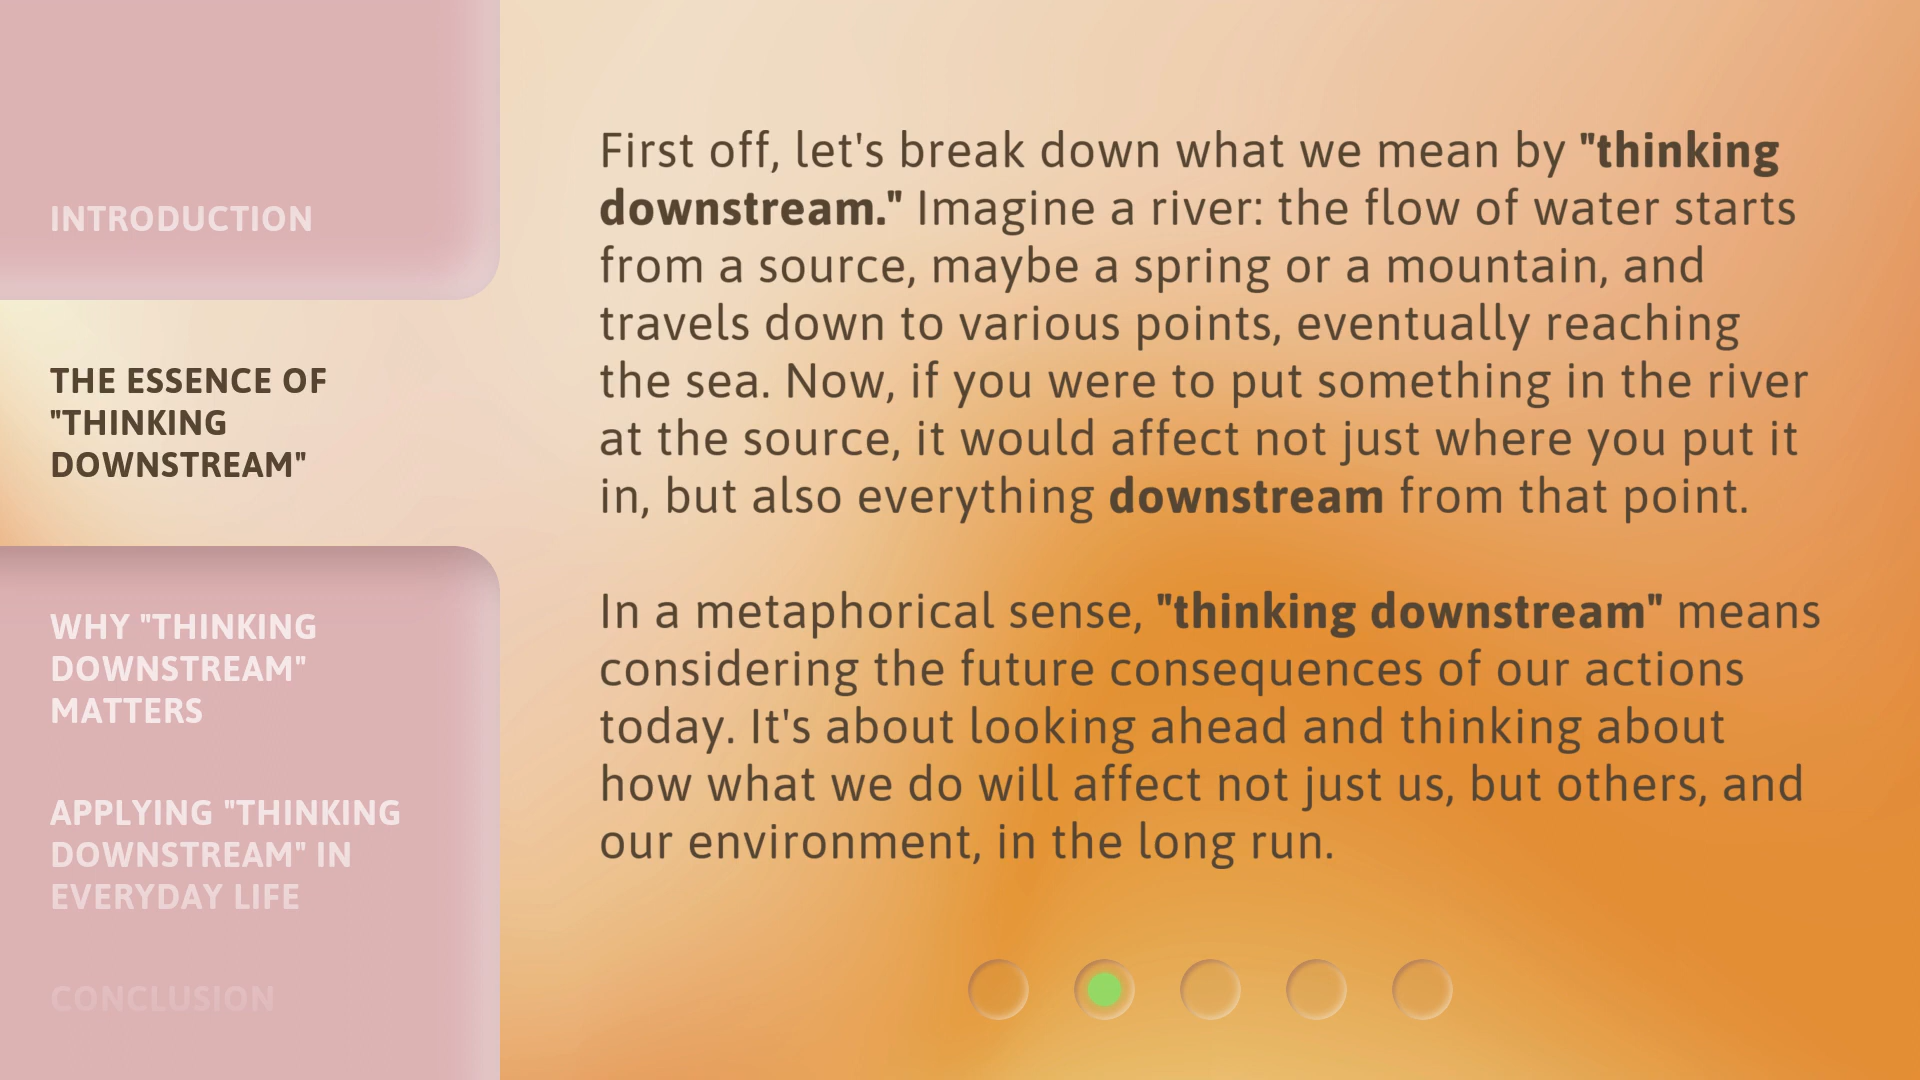 INTRODUCTION
THE ESSENCE OF
"THINKING
DOWNSTREAM"
WHY "THINKING
DOWNSTREAM"
MATTERS
APPLYING "THINKING
DOWNSTREAM" IN
EVERYDAY LIFE
CONCLUSION
First off, let's break down what we mean by "thinking
downstream." Imagine a river: the flow of water starts
from a source, maybe a spring or a mountain, and
travels down to various points, eventually reaching
the sea. Now, if you were to put something in the river
at the source, it would affect not just where you put it
in, but also everything downstream from that point.
In a metaphorical sense, "thinking downstream" means
considering the future consequences of our actions
today. It's about looking ahead and thinking about
how what we do will affect not just us, but others, and
our environment, in the long run.